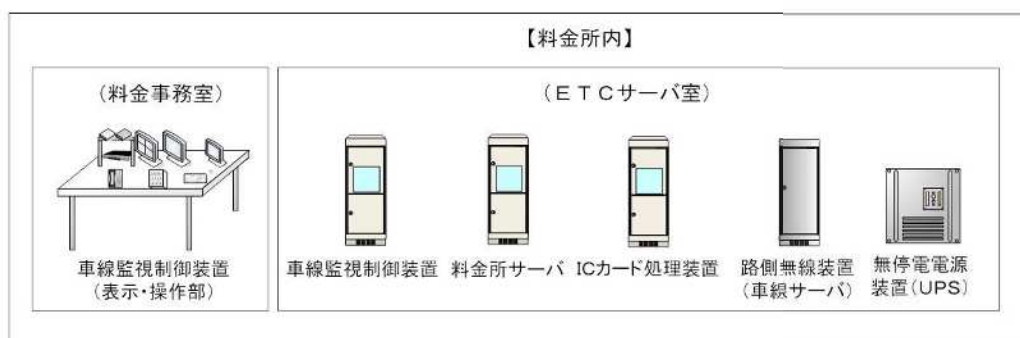 【料金所内】
(料金事務室)
(ETCサーバ室)
車線監視制御装置
(表示・操作部)
車線監視制御装置
料金所サーバ
ICカード処理装置
路側無線装置
(車線サーバ)
無停電電源
装置(UPS)